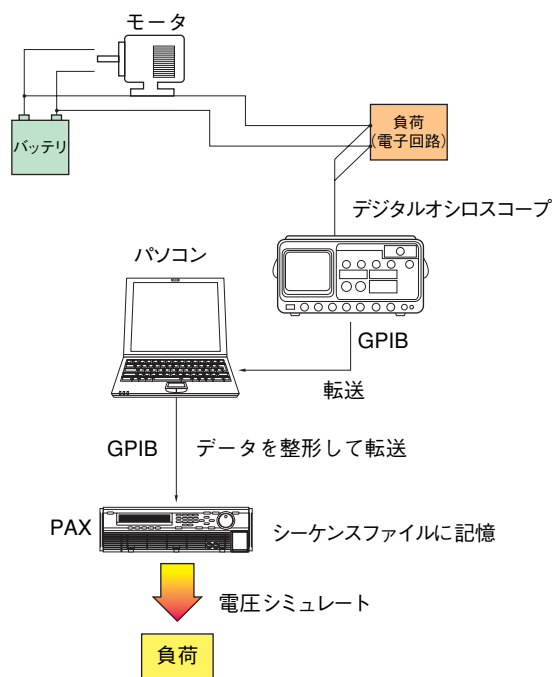 モータ
バッテリ
負荷
(電子回路)
デジタルオシロスコープ
パソコン
GPIB
転送
GPIB データを整形して転送
PAX シーケンスファイルに記憶
電圧シミュレート
負荷